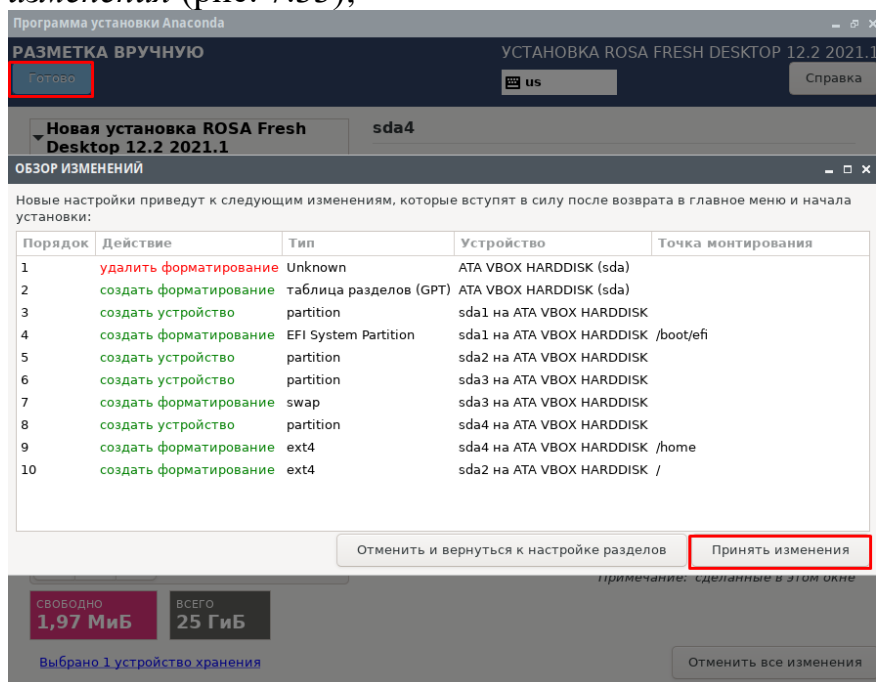 изменения (рис. 7.35);
Программа установки Anaconda
РАЗМЕТКА ВРУЧНУЮ
УСТАНОВКА ROSA FRESH DESKTOP 12.2 2021.1
Готово
us
Справка
Новая установка ROSA Fresh
Desktop 12.2 2021.1
sda4
ОБЗОР ИЗМЕНЕНИЙ
Новые настройки приведут к следующим изменениям, которые вступят в силу после возврата в главное меню и начала
установки:
Порядок Действие Тип Устройство Точка монтирования
1 удалить форматирование Unknown ATA VBOX HARDDISK (sda)
2 создать форматирование таблица разделов (GPT) ATA VBOX HARDDISK (sda)
3 создать устройство partition sda1 на ATA VBOX HARDDISK
4 создать форматирование EFI System Partition sda1 на ATA VBOX HARDDISK /boot/efi
5 создать устройство partition sda2 на ATA VBOX HARDDISK
6 создать устройство partition sda3 на ATA VBOX HARDDISK
7 создать форматирование swap sda3 на ATA VBOX HARDDISK
8 создать устройство partition sda4 на ATA VBOX HARDDISK
9 создать форматирование ext4 sda4 на ATA VBOX HARDDISK /home
10 создать форматирование ext4 sda2 на ATA VBOX HARDDISK /
Отменить и вернуться к настройке разделов
Принять изменения
Примечание: сделанные в этом окне
СВОБОДНО
1,97 МиБ
ВСЕГО
25 ГиБ
Выбрано 1 устройство хранения
Отменить все изменения